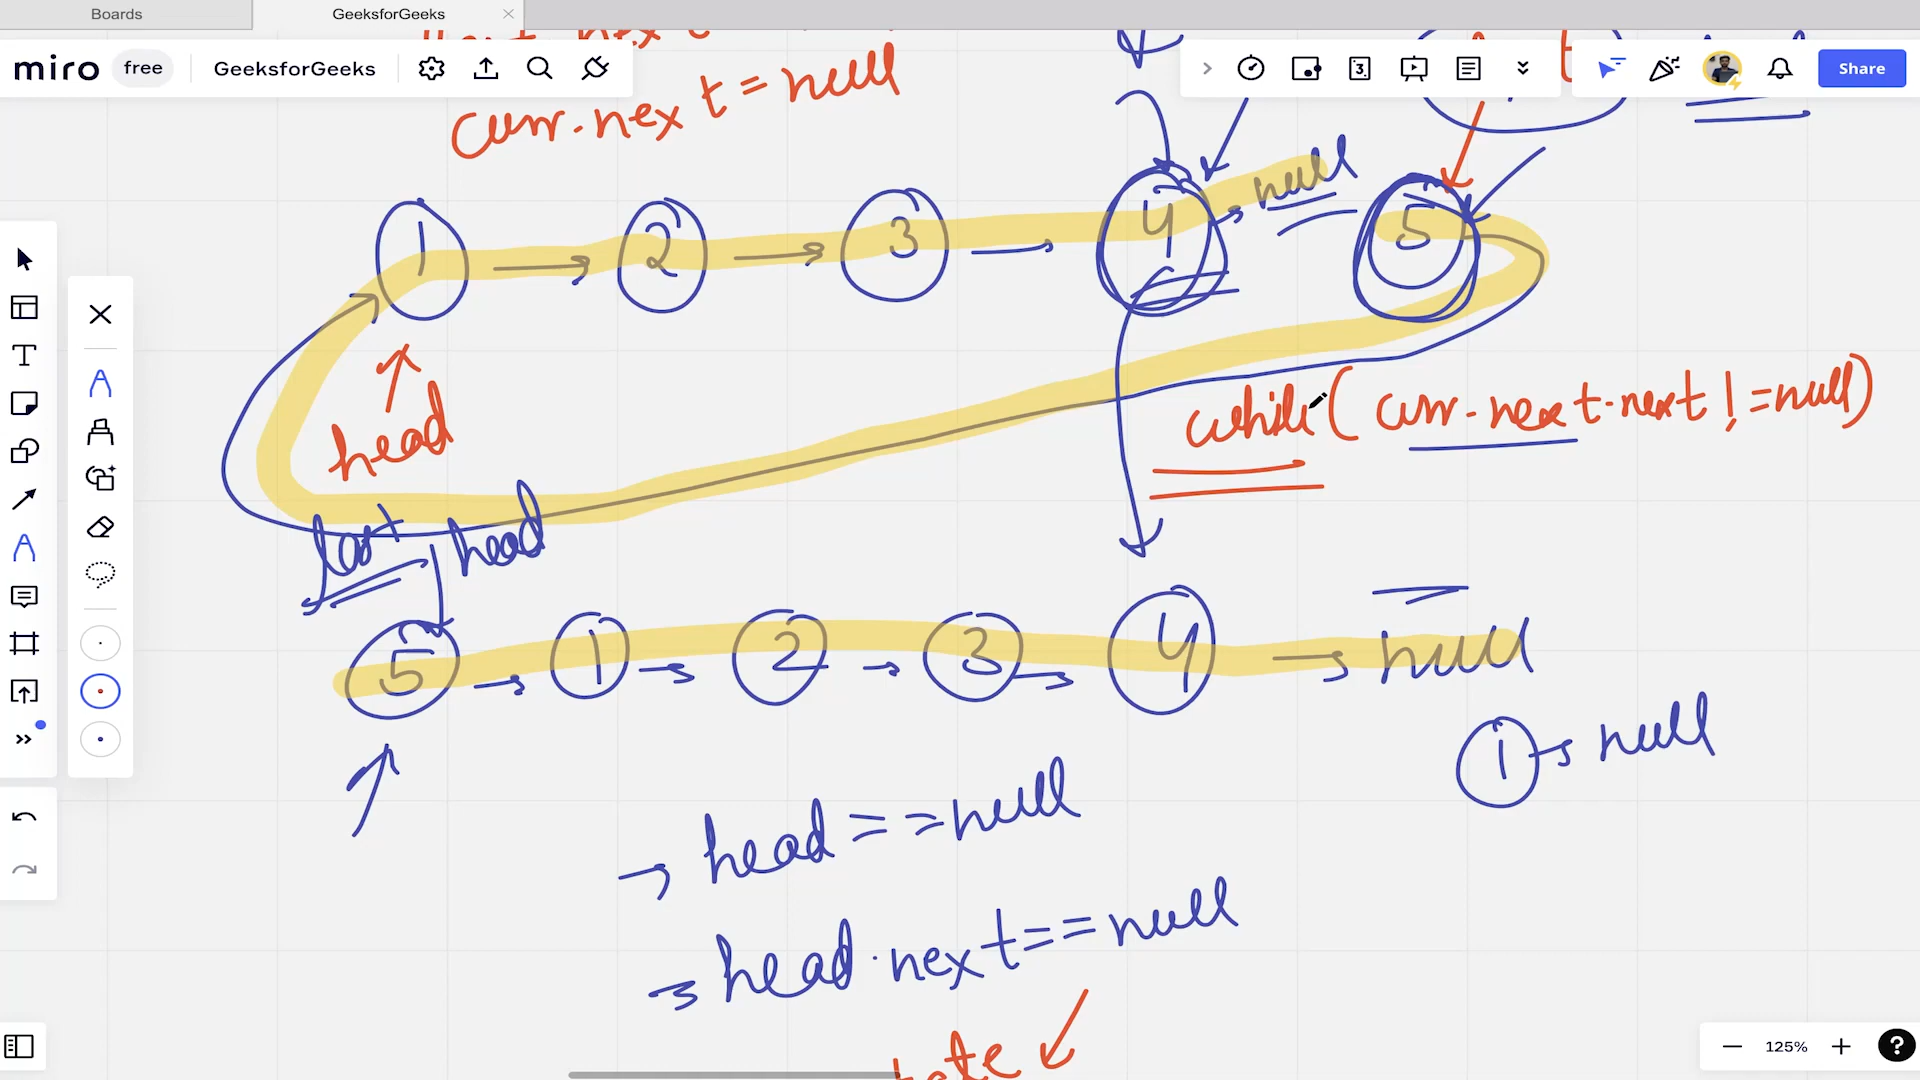 Boards
GeeksforGeeks
miro free GeeksforGeeks
3
Share
curr.next = null
1 → 2 → 3 → 4 → null
5
head
while( curr.next.next != null)
last head
5 → 1 → 2 → 3 → 4 → null
1 → null
→ head == null
→ head.next == null
125%
?